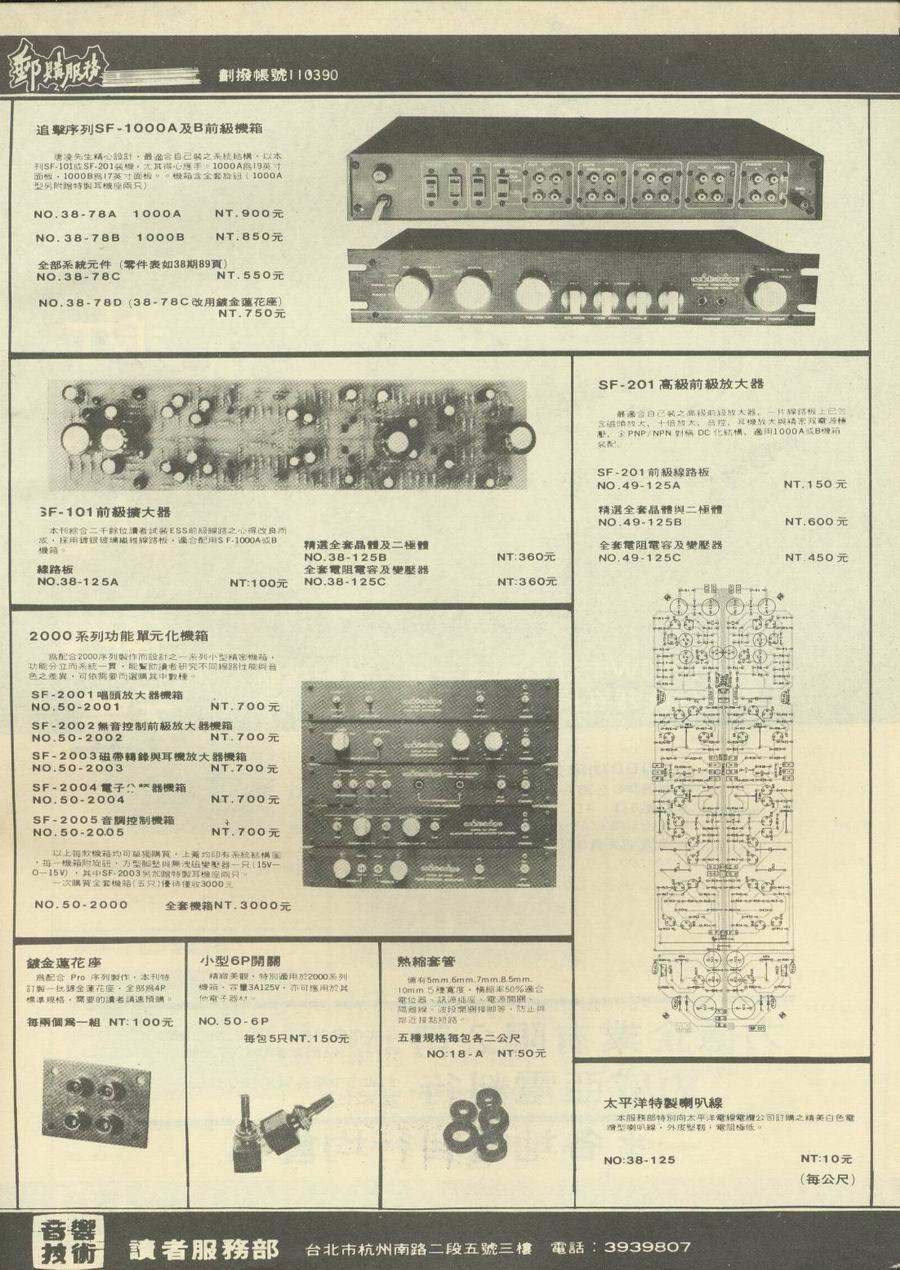 郵購服務
劃撥帳號110390
追擊序列SF-1000A及B前級機箱
唐凌先生精心設計，最適合自己裝之系統結構，以本
刊SF-101或SF-201裝機，尤其得心應手。1000A為19英寸
面板，1000B為17英寸面板。。機箱含全套旋鈕（1000A
型另附贈特製耳機座兩只）
NO.38-78A 1000A NT.900元
NO.38-78B 1000B NT.850元
全部系統元件（零件表如38期89頁）
NO.38-78C NT.550元
NO.38-78D（38-78C改用鍍金蓮花座）
NT.750元
SF-101前級擴大器
本刊綜合二千餘位讀者試裝ESS前級線路之心得改良而
成，採用鍍銀玻璃纖維線路板，適合配用SF-1000A或B
機箱。
線路板
NO.38-125A NT:100元
精選全套晶體及二極體
NO.38-125B NT:360元
全套電阻電容及變壓器
NO.38-125C NT:360元
SF-201高級前級放大器
最適合自己裝之高級前級放大器，一片線路板上已包
含磁頭放大，十倍放大，音控，耳機放大與精密双電源穩
壓，全PNP/NPN對稱DC化結構，適用1000A或B機箱
裝配。
SF-201前級線路板
NO.49-125A NT.150元
精選全套晶體與二極體
NO.49-125B NT.600元
全套電阻電容及變壓器
NO.49-125C NT.450元
2000系列功能單元化機箱
為配合2000序列製作而設計之一系列小型精密機箱，
功能分立而系統一貫，能幫助讀者研究不同線路性能與音
色之差異，可依需要而選購其中數種。
SF-2001唱頭放大器機箱
NO.50-2001 NT.700元
SF-2002無音控制前級放大器機箱
NO.50-2002 NT.700元
SF-2003磁帶轉錄與耳機放大器機箱
NO.50-2003 NT.700元
SF-2004電子分頻器機箱
NO.50-2004 NT.700元
SF-2005音調控制機箱
NO.50-2005 NT.700元
以上每款機箱均可單獨購買，上蓋均印有系統結構圖
，每一機箱附旋鈕，方型腳墊與無洩磁變壓器一只（15V—
0—15V），其中SF-2003另加贈特製耳機座兩只。
一次購買全套機箱（五只）優待僅收3000元
NO.50-2000 全套機箱NT.3000元
鍍金蓮花座
為配合 Pro 序列製作，本刊特
訂製一批鍍金蓮花座，全部為4P
標準規格，需要的讀者請速預購。
每兩個為一組 NT:100元
小型6P開關
精緻美觀，特別適用於2000系列
機箱，容量3A125V，亦可應用於其
他電子器材。
NO. 50-6P
每包5只NT.150元
熱縮套管
備有5mm.6mm.7mm.8.5mm.
10mm 5種寬度，橫縮率50%適合
電位器、訊源插座、電源開關、
隔離線、波段開關接腳等，防止與
鄰近接點短路。
五種規格每包各二公尺
NO:18-A NT:50元
太平洋特製喇叭線
本服務部特別向太平洋電線電纜公司訂購之精美白色電
纜型喇叭線，外皮堅韌，電阻極低。
NO:38-125 NT:10元
（每公尺）
音響
技術
讀者服務部 台北市杭州南路二段五號三樓 電話：3939807